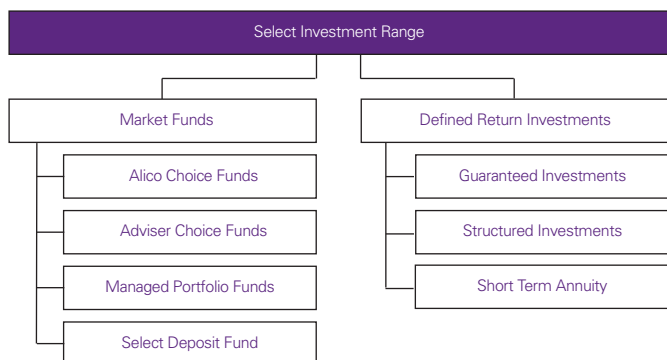 Select Investment Range
Market Funds
Alico Choice Funds
Adviser Choice Funds
Managed Portfolio Funds
Select Deposit Fund
Defined Return Investments
Guaranteed Investments
Structured Investments
Short Term Annuity